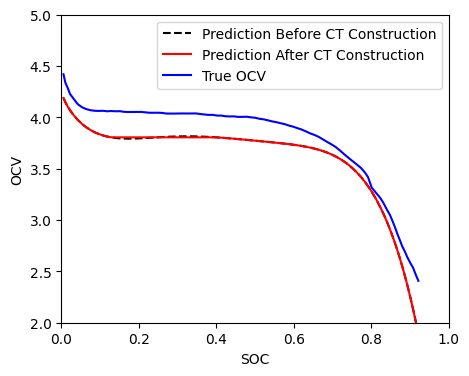 Prediction Before CT Construction
Prediction After CT Construction
True OCV
5.0
4.5
4.0
3.5
3.0
2.5
2.0
OCV
0.0 0.2 0.4 0.6 0.8 1.0
SOC